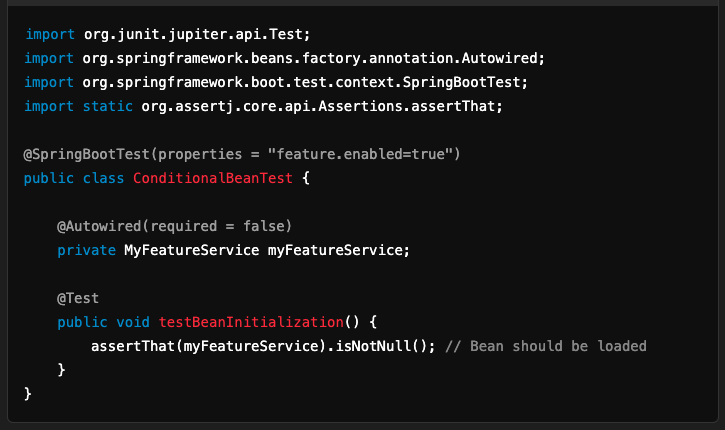 import org.junit.jupiter.api.Test;
import org.springframework.beans.factory.annotation.Autowired;
import org.springframework.boot.test.context.SpringBootTest;
import static org.assertj.core.api.Assertions.assertThat;

@SpringBootTest(properties = "feature.enabled=true")
public class ConditionalBeanTest {

    @Autowired(required = false)
    private MyFeatureService myFeatureService;

    @Test
    public void testBeanInitialization() {
        assertThat(myFeatureService).isNotNull(); // Bean should be loaded
    }
}